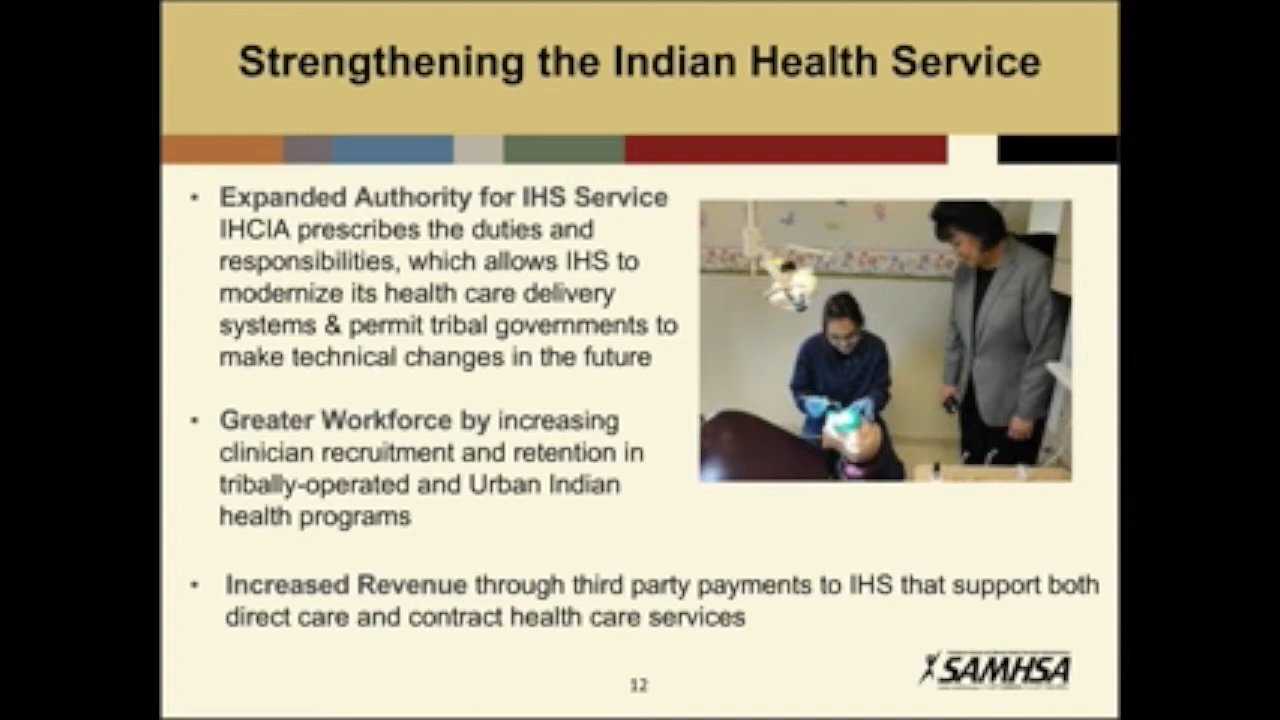 Strengthening the Indian Health Service
• Expanded Authority for IHS Service
IHCIA prescribes the duties and
responsibilities, which allows IHS to
modernize its health care delivery
systems & permit tribal governments to
make technical changes in the future
• Greater Workforce by increasing
clinician recruitment and retention in
tribally-operated and Urban Indian
health programs
• Increased Revenue through third party payments to IHS that support both
direct care and contract health care services
SAMHSA
12